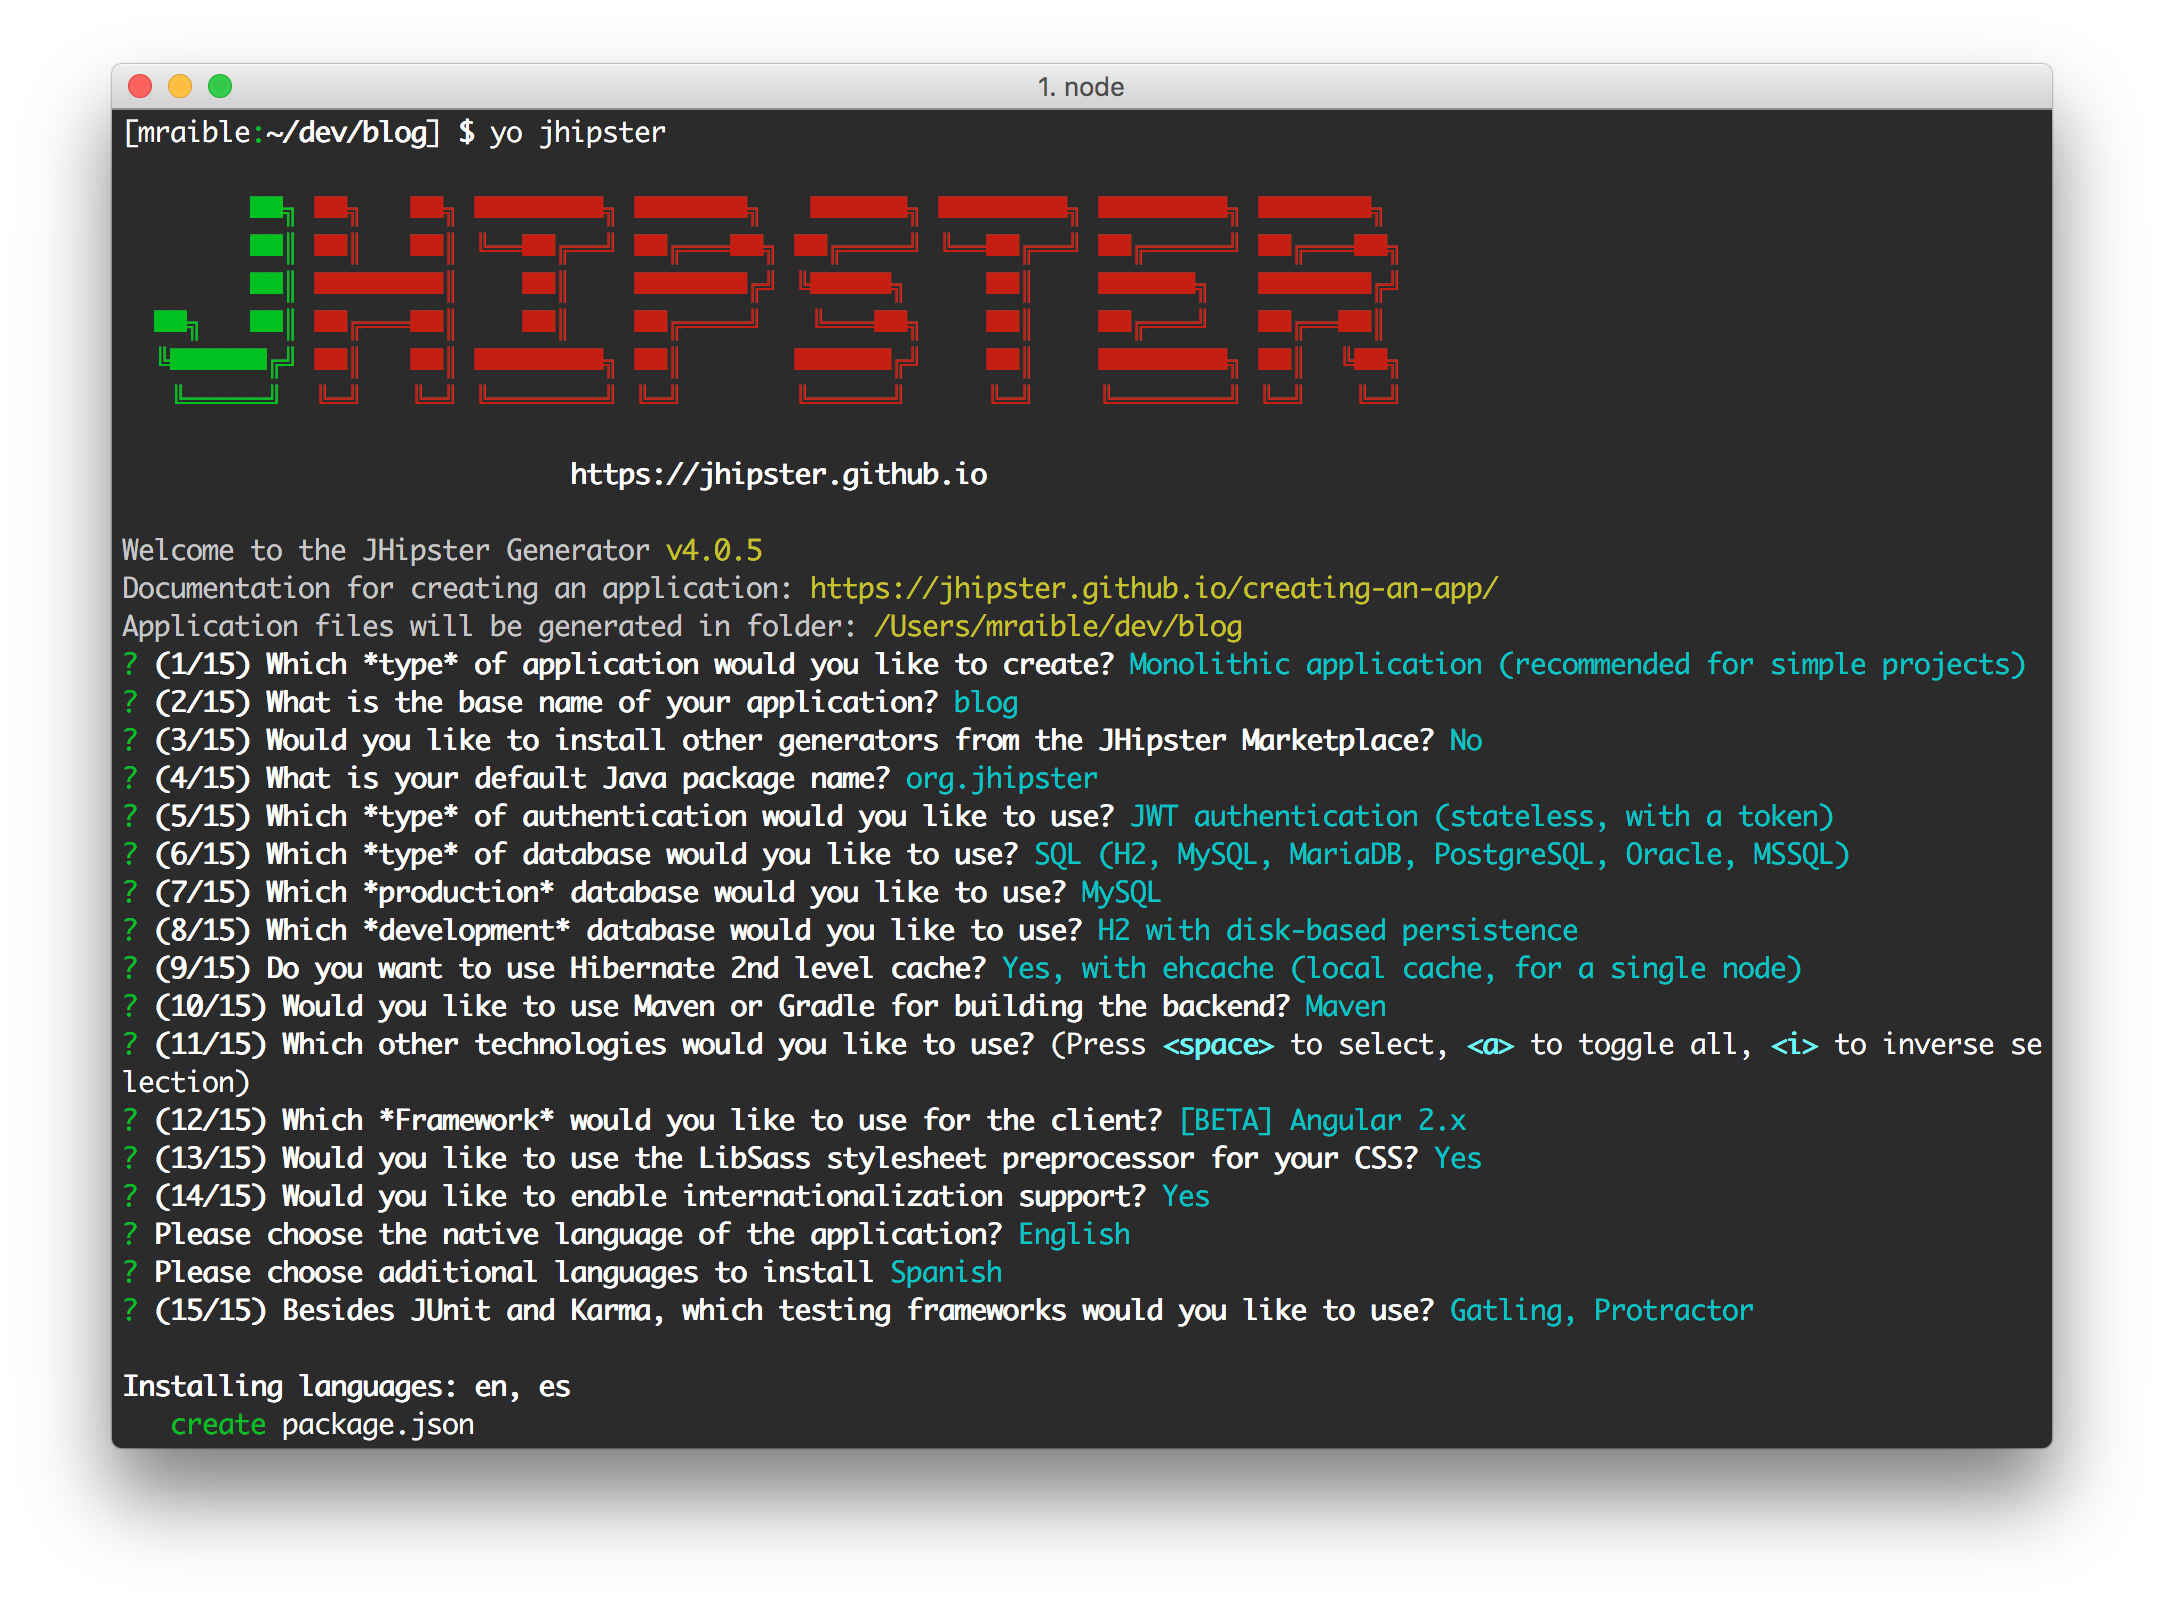 1. node
[mraible:~/dev/blog] $ yo jhipster
JHIPSTER
https://jhipster.github.io
Welcome to the JHipster Generator v4.0.5
Documentation for creating an application: https://jhipster.github.io/creating-an-app/
Application files will be generated in folder: /Users/mraible/dev/blog
? (1/15) Which *type* of application would you like to create? Monolithic application (recommended for simple projects)
? (2/15) What is the base name of your application? blog
? (3/15) Would you like to install other generators from the JHipster Marketplace? No
? (4/15) What is your default Java package name? org.jhipster
? (5/15) Which *type* of authentication would you like to use? JWT authentication (stateless, with a token)
? (6/15) Which *type* of database would you like to use? SQL (H2, MySQL, MariaDB, PostgreSQL, Oracle, MSSQL)
? (7/15) Which *production* database would you like to use? MySQL
? (8/15) Which *development* database would you like to use? H2 with disk-based persistence
? (9/15) Do you want to use Hibernate 2nd level cache? Yes, with ehcache (local cache, for a single node)
? (10/15) Would you like to use Maven or Gradle for building the backend? Maven
? (11/15) Which other technologies would you like to use? (Press <space> to select, <a> to toggle all, <i> to inverse se
lection)
? (12/15) Which *Framework* would you like to use for the client? [BETA] Angular 2.x
? (13/15) Would you like to use the LibSass stylesheet preprocessor for your CSS? Yes
? (14/15) Would you like to enable internationalization support? Yes
? Please choose the native language of the application? English
? Please choose additional languages to install Spanish
? (15/15) Besides JUnit and Karma, which testing frameworks would you like to use? Gatling, Protractor
Installing languages: en, es
create package.json